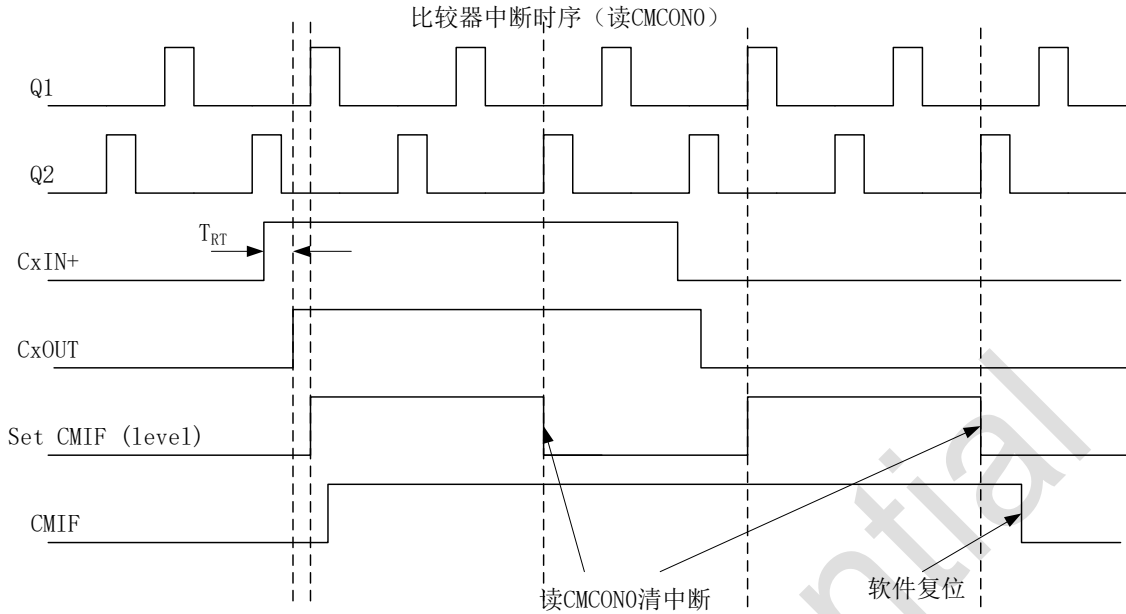 比较器中断时序（读CMCON0）
Q1
Q2
TRT
CxIN+
CxOUT
Set CMIF (level)
CMIF
读CMCON0清中断
软件复位
ntial